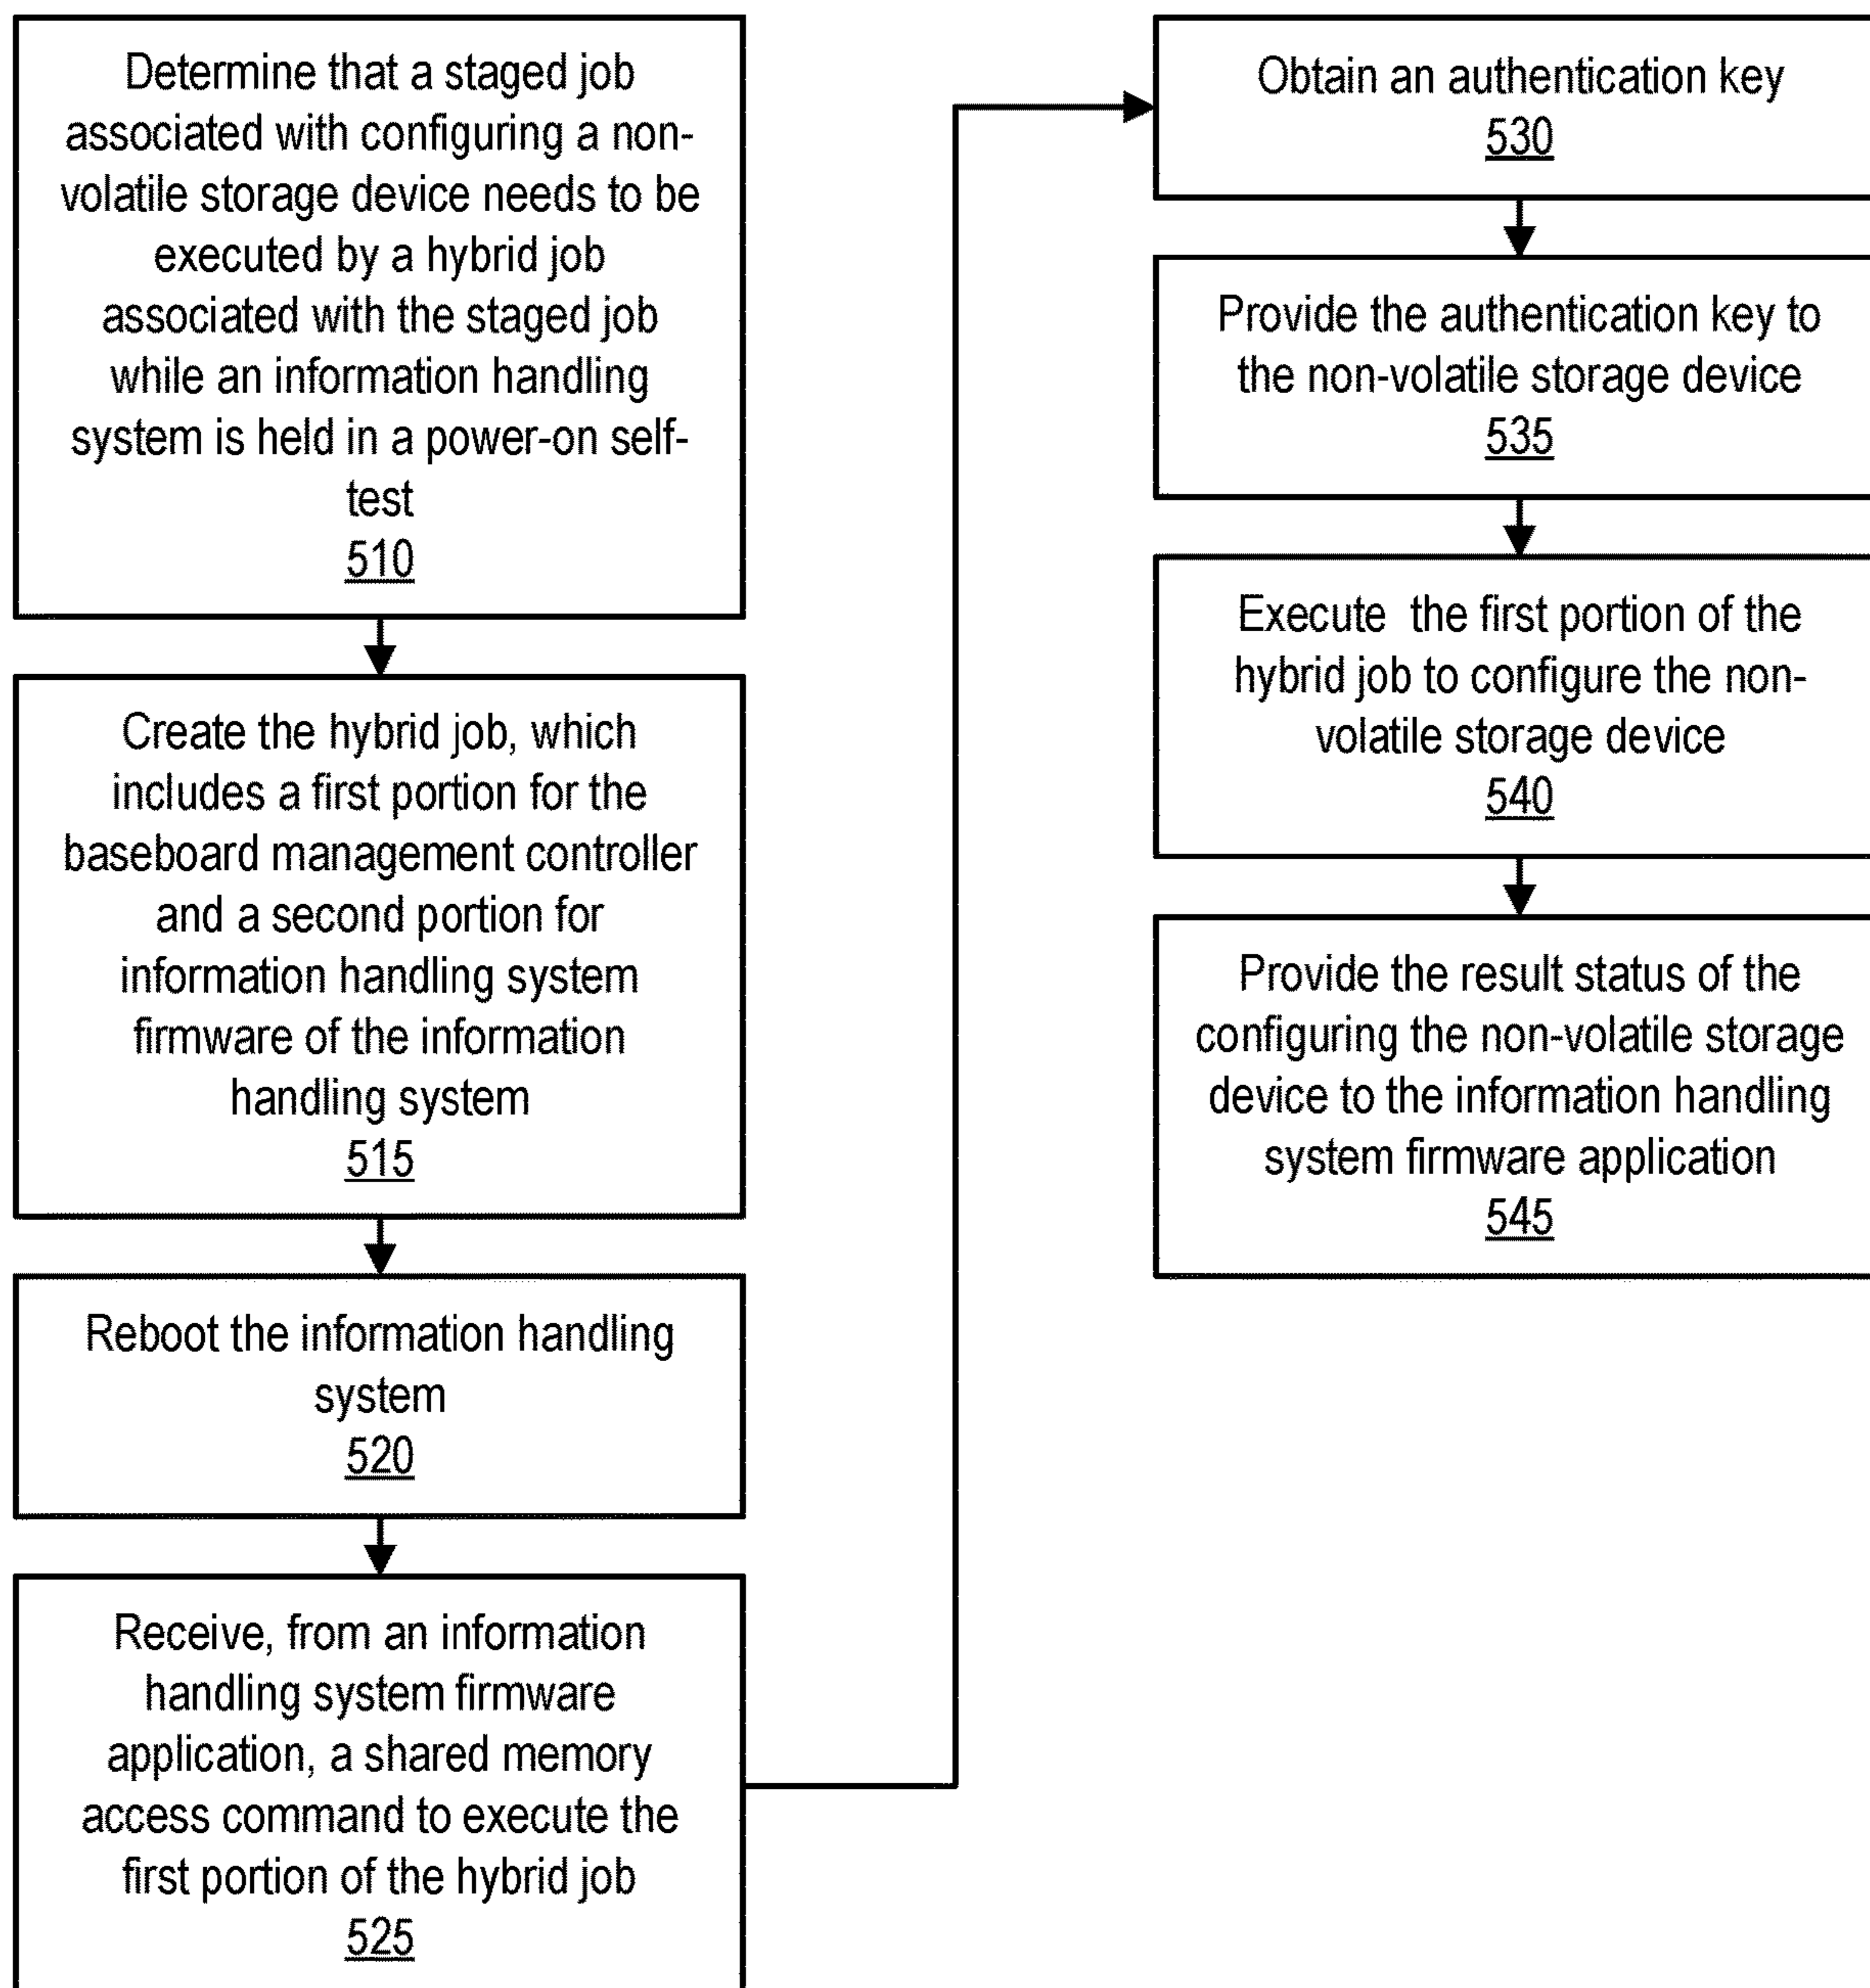 Determine that a staged job
associated with configuring a non-
volatile storage device needs to be
executed by a hybrid job
associated with the staged job
while an information handling
system is held in a power-on self-
test
510
Create the hybrid job, which
includes a first portion for the
baseboard management controller
and a second portion for
information handling system
firmware of the information
handling system
515
Reboot the information handling
system
520
Receive, from an information
handling system firmware
application, a shared memory
access command to execute the
first portion of the hybrid job
525
Obtain an authentication key
530
Provide the authentication key to
the non-volatile storage device
535
Execute the first portion of the
hybrid job to configure the non-
volatile storage device
540
Provide the result status of the
configuring the non-volatile storage
device to the information handling
system firmware application
545